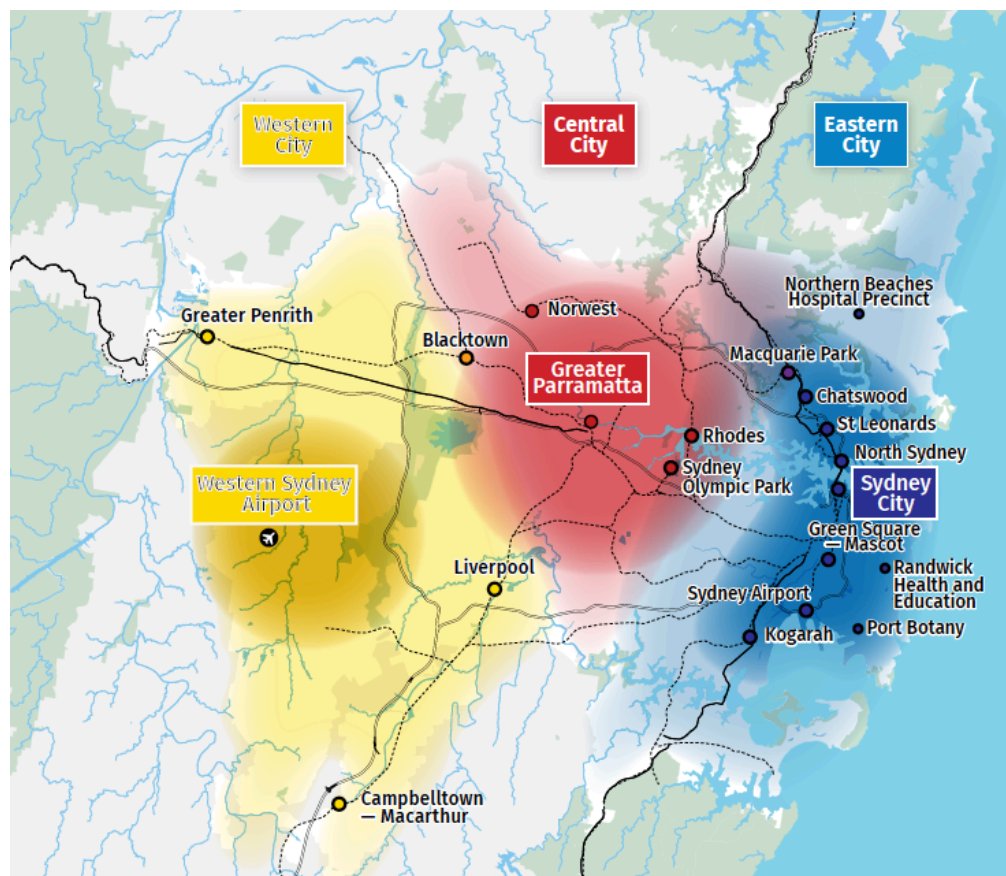 Western
City
Central
City
Eastern
City
Northern Beaches
Hospital Precinct
Greater Penrith
Norwest
Blacktown
Macquarie Park
Greater
Parramatta
Chatswood
St Leonards
Rhodes
North Sydney
Sydney
Olympic Park
Western Sydney
Airport
Sydney
City
Green Square
— Mascot
Liverpool
Randwick
Health and
Education
Sydney Airport
Port Botany
Kogarah
Campbelltown
— Macarthur